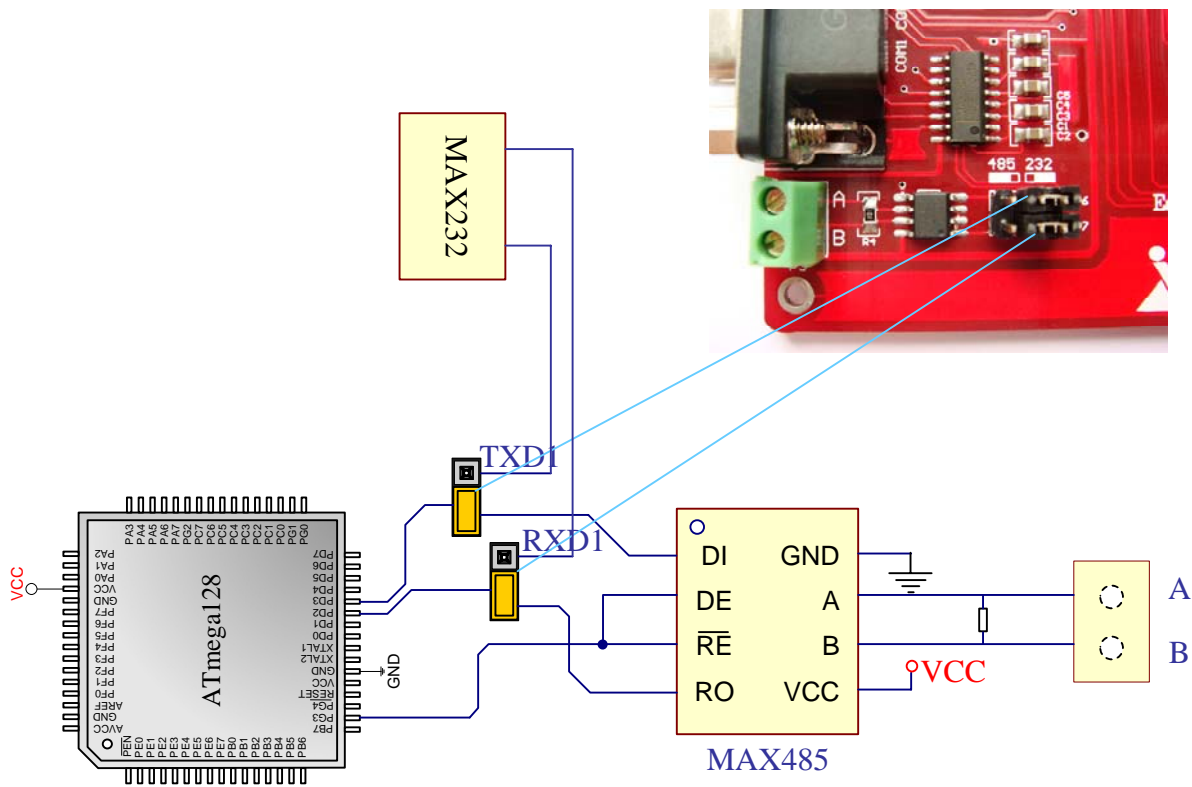 COM1 CO
485 232
A
B
R4
6
7
E
MAX232
TXD1
RXD1
VCC
PA3 PA4 PA5 PA6 PA7 PG2 PC7 PC6 PC5 PC4 PC3 PC2 PC1 PC0 PG1 PG0
PA2
PA1
PA0
VCC
GND
PF7
PF6
PF5
PF4
PF3
PF2
PF1
PF0
AREF
GND
AVCC
ATmega128
PD7
PD6
PD5
PD4
PD3
PD2
PD1
PD0
XTAL1
XTAL2
GND
VCC
RESET
PG4
PG3
PB7
PEN PE0 PE1 PE2 PE3 PE4 PE5 PE6 PE7 PB0 PB1 PB2 PB3 PB4 PB5 PB6
GND
DI GND
DE A
RE B
RO VCC
MAX485
VCC
A
B